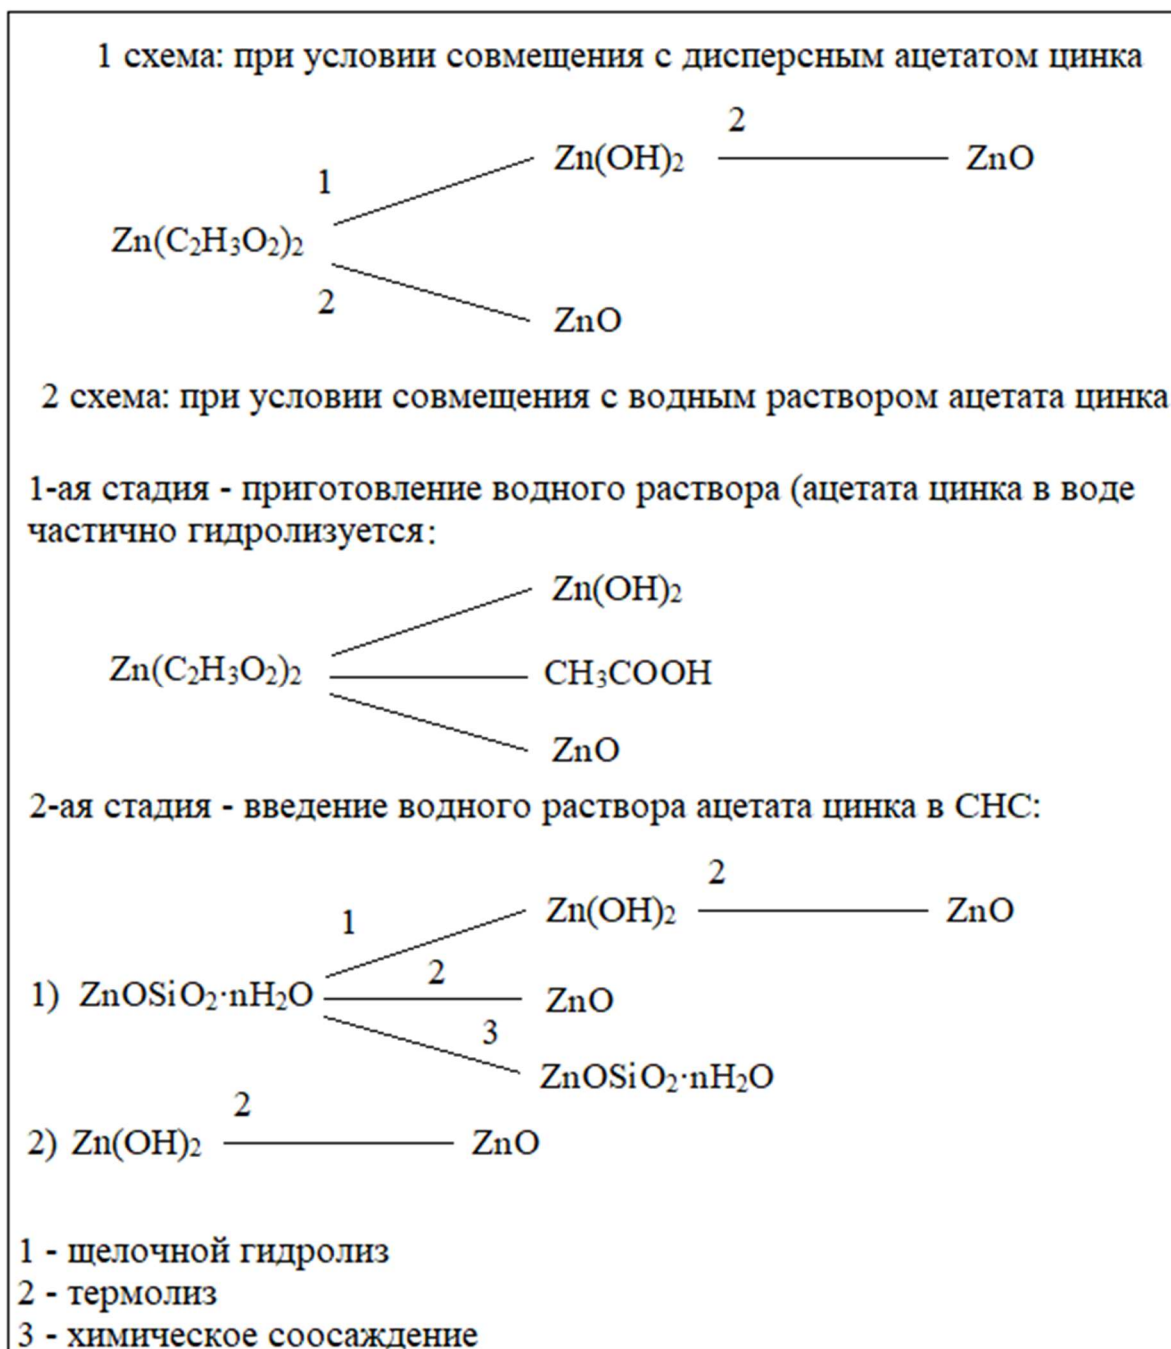 1 схема: при условии совмещения с дисперсным ацетатом цинка
2
Zn(OH)₂ ZnO
1
Zn(C₂H₃O₂)₂
2
ZnO
2 схема: при условии совмещения с водным раствором ацетата цинка
1-ая стадия - приготовление водного раствора (ацетата цинка в воде
частично гидролизуется:
Zn(OH)₂
Zn(C₂H₃O₂)₂ CH₃COOH
ZnO
2-ая стадия - введение водного раствора ацетата цинка в СНС:
2
Zn(OH)₂ ZnO
1
2
1) ZnOSiO₂·nH₂O ZnO
3
ZnOSiO₂·nH₂O
2
2) Zn(OH)₂ ZnO
1 - щелочной гидролиз
2 - термолиз
3 - химическое соосаждение